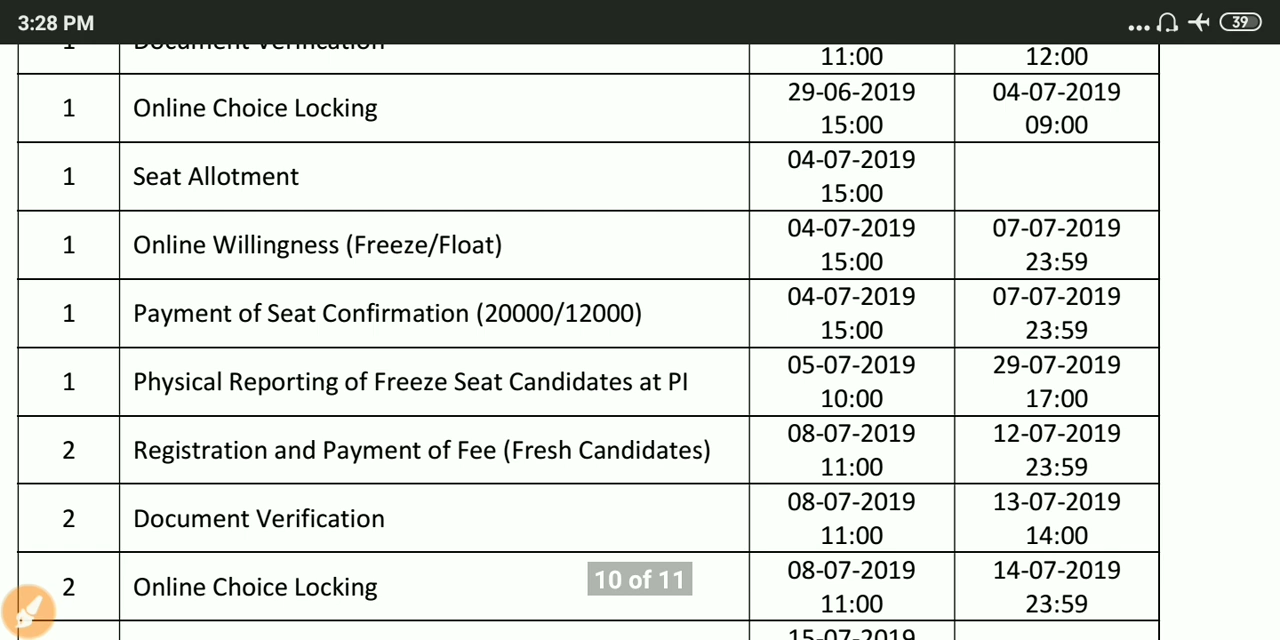 3:28 PM
39
1 Document Verification 11:00 12:00
1 Online Choice Locking 29-06-2019 15:00 04-07-2019 09:00
1 Seat Allotment 04-07-2019 15:00
1 Online Willingness (Freeze/Float) 04-07-2019 15:00 07-07-2019 23:59
1 Payment of Seat Confirmation (20000/12000) 04-07-2019 15:00 07-07-2019 23:59
1 Physical Reporting of Freeze Seat Candidates at PI 05-07-2019 10:00 29-07-2019 17:00
2 Registration and Payment of Fee (Fresh Candidates) 08-07-2019 11:00 12-07-2019 23:59
2 Document Verification 08-07-2019 11:00 13-07-2019 14:00
2 Online Choice Locking 08-07-2019 11:00 14-07-2019 23:59
10 of 11
15-07-2019